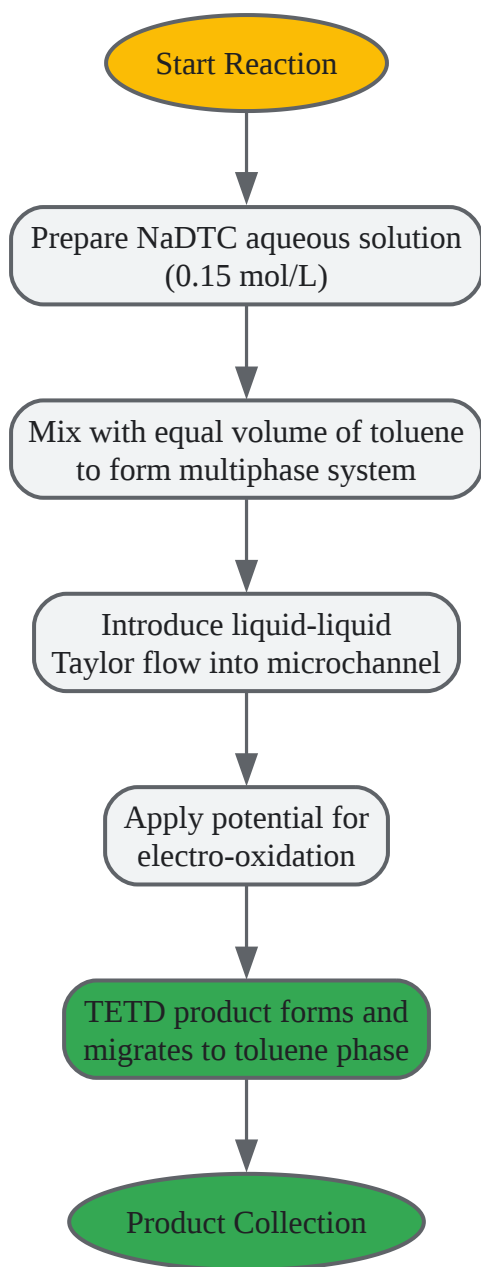 Start Reaction
Prepare NaDTC aqueous solution
(0.15 mol/L)
Mix with equal volume of toluene
to form multiphase system
Introduce liquid-liquid
Taylor flow into microchannel
Apply potential for
electro-oxidation
TETD product forms and
migrates to toluene phase
Product Collection